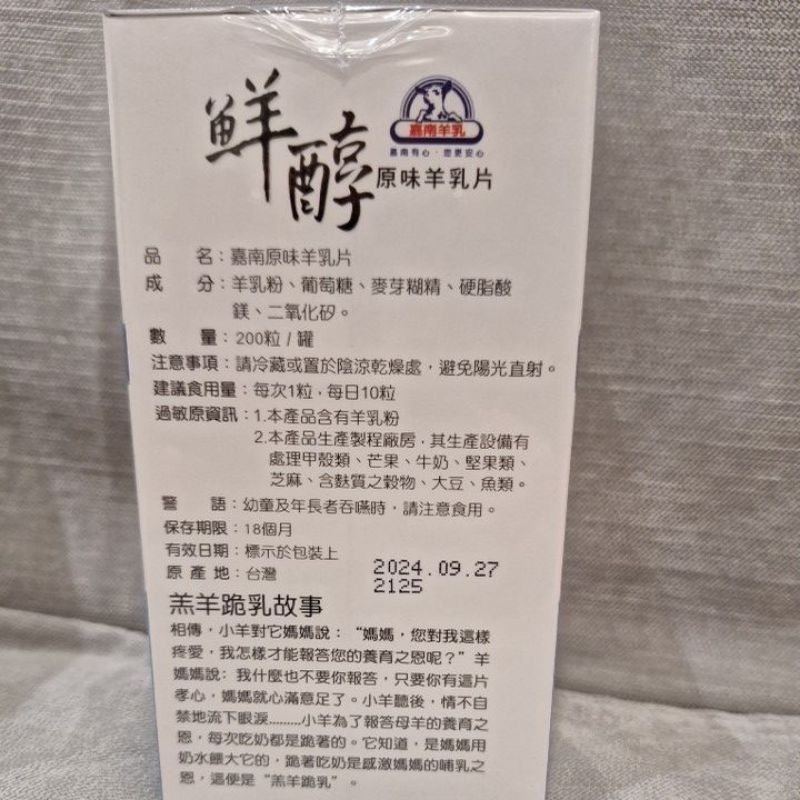 鮮醇
嘉南羊乳
嘉南有心·您更安心
原味羊乳片
品 名：嘉南原味羊乳片
成 分：羊乳粉、葡萄糖、麥芽糊精、硬脂酸
鎂、二氧化矽。
數 量：200粒/罐
注意事項：請冷藏或置於陰涼乾燥處，避免陽光直射。
建議食用量：每次1粒，每日10粒
過敏原資訊：1.本產品含有羊乳粉
2.本產品生產製程廠房，其生產設備有
處理甲殼類、芒果、牛奶、堅果類、
芝麻、含麩質之穀物、大豆、魚類。
警 語：幼童及年長者吞嚥時，請注意食用。
保存期限：18個月
有效日期：標示於包裝上
2024.09.27
原 產 地：台灣
2125
羔羊跪乳故事
相傳，小羊對它媽媽說：“媽媽，您對我這樣
疼愛，我怎樣才能報答您的養育之恩呢？”羊
媽媽說：我什麼也不要你報答，只要你有這片
孝心，媽媽就心滿意足了。小羊聽後，情不自
禁地流下眼淚.........小羊為了報答母羊的養育之
恩，每次吃奶都是跪著的。它知道，是媽媽用
奶水餵大它的，跪著吃奶是感激媽媽的哺乳之
恩，這便是“羔羊跪乳”。